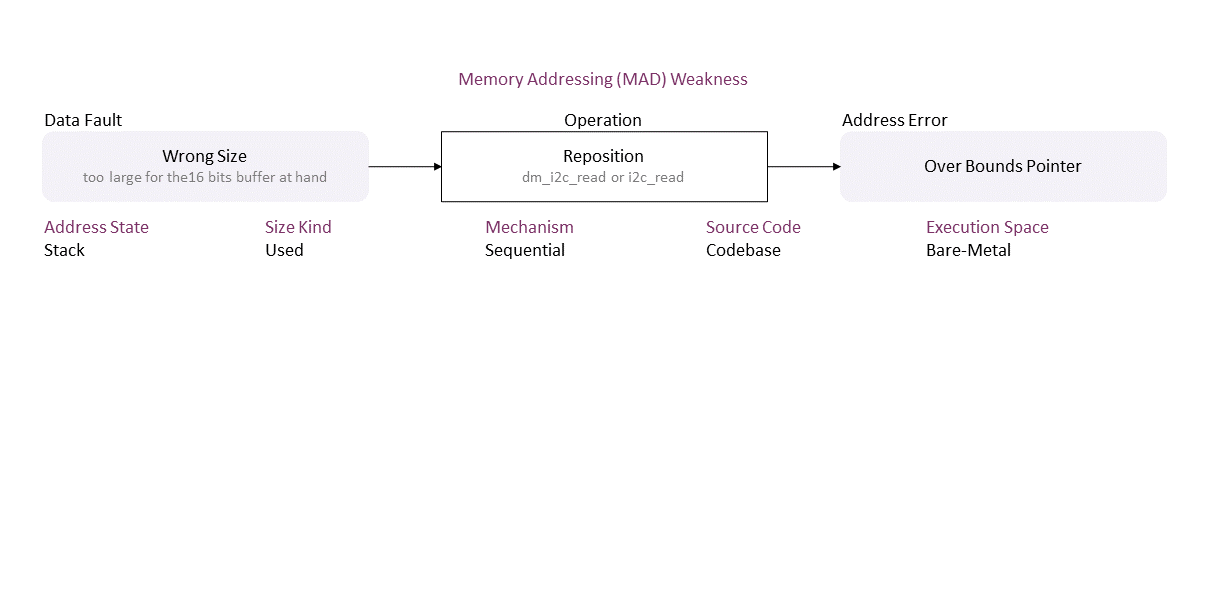 Memory Addressing (MAD) Weakness
Data Fault
Operation
Address Error
Wrong Size
too large for the16 bits buffer at hand
Reposition
dm_i2c_read or i2c_read
Over Bounds Pointer
Address State
Size Kind
Mechanism
Source Code
Execution Space
Stack
Used
Sequential
Codebase
Bare-Metal